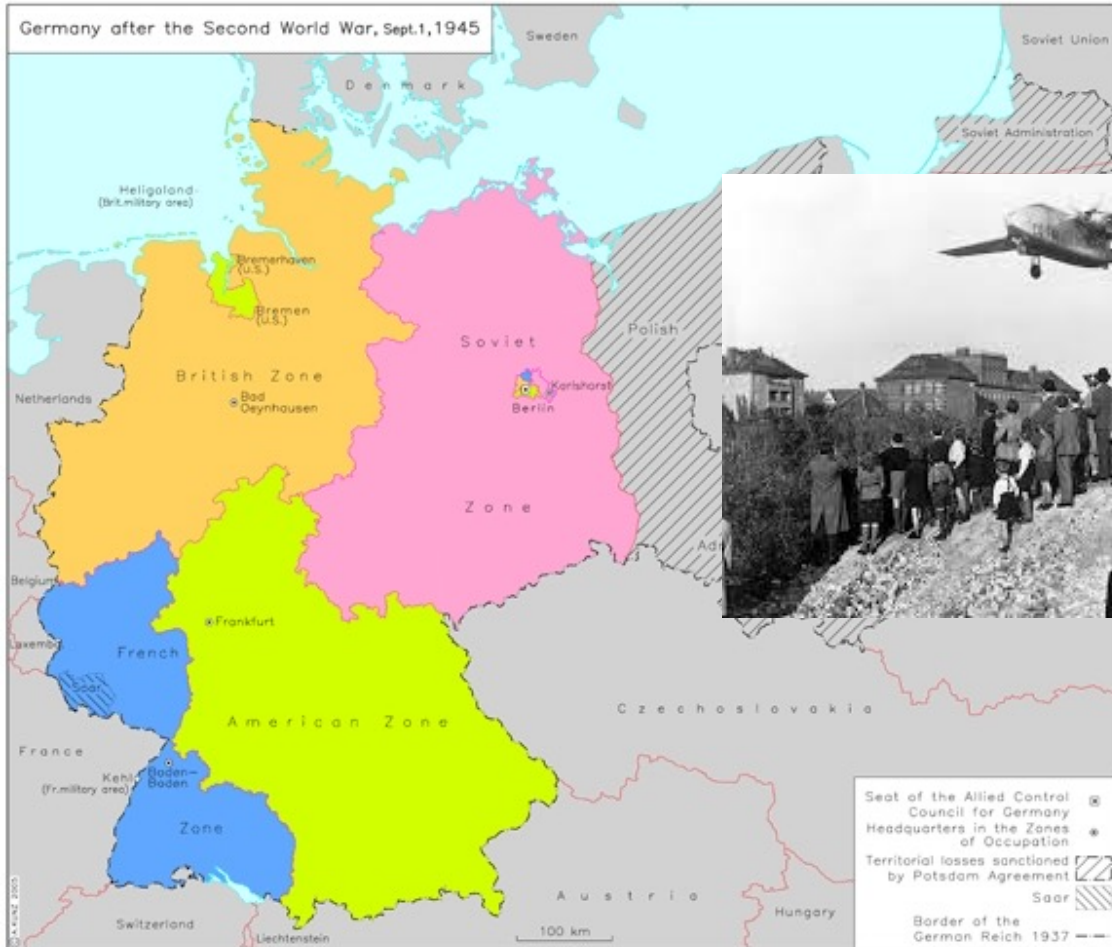 Germany after the Second World War, Sept.1, 1945
Sweden
Soviet Union
Denmark
Soviet Administration
Heligoland-
(Brit.military area)
Bremerhaven
(U.S.)
Bremen
(U.S.)
Polish
Soviet
British Zone
Karlshorst
Netherlands
Bad
Oeynhausen
Berlin
Zone
Belgium
Frankfurt
French
Saar
American Zone
Czechoslovakia
France
Kehl
(Fr.military area)
Baden-
Baden
Zone
Seat of the Allied Control
Council for Germany
Headquarters in the Zones
of Occupation
Territorial losses sanctioned
by Potsdam Agreement
Saar
Border of the
German Reich 1937
Austria
Hungary
Switzerland
Liechtenstein
100 km
© A.KUNZ 2005